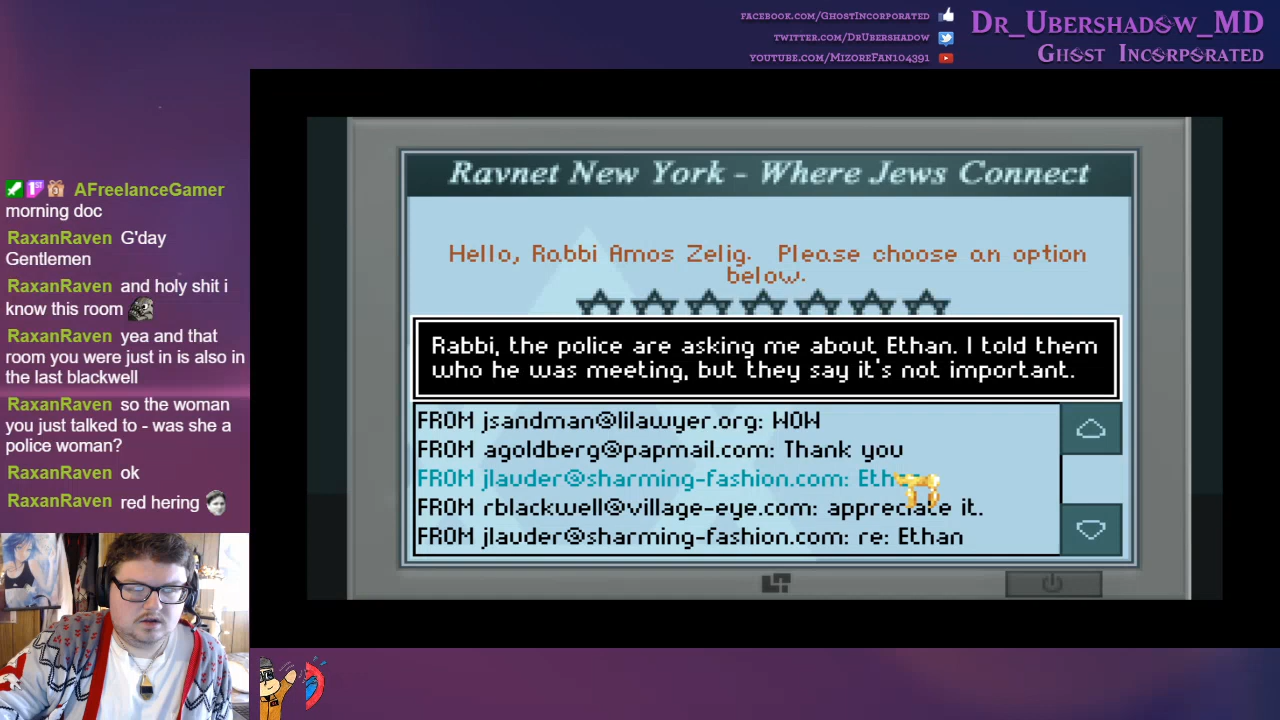 FACEBOOK.COM/GHOSTINCORPORATED
TWITTER.COM/DRUBERSHADOW
YOUTUBE.COM/MIZOREFAN104391
Dr_Ubershadow_MD
Ghost Incorporated
AFreelanceGamer
morning doc
RaxanRaven G'day
Gentlemen
RaxanRaven and holy shit i
know this room
RaxanRaven yea and that
room you were just in is also in
the last blackwell
RaxanRaven so the woman
you just talked to - was she a
police woman?
RaxanRaven ok
RaxanRaven red hering
Ravnet New York - Where Jews Connect
Hello, Rabbi Amos Zelig. Please choose an option
below.
Rabbi, the police are asking me about Ethan. I told them
who he was meeting, but they say it's not important.
FROM jsandman@lilawyer.org: WOW
FROM agoldberg@papmail.com: Thank you
FROM jlauder@sharming-fashion.com: Ethan
FROM rblackwell@village-eye.com: appreciate it.
FROM jlauder@sharming-fashion.com: re: Ethan